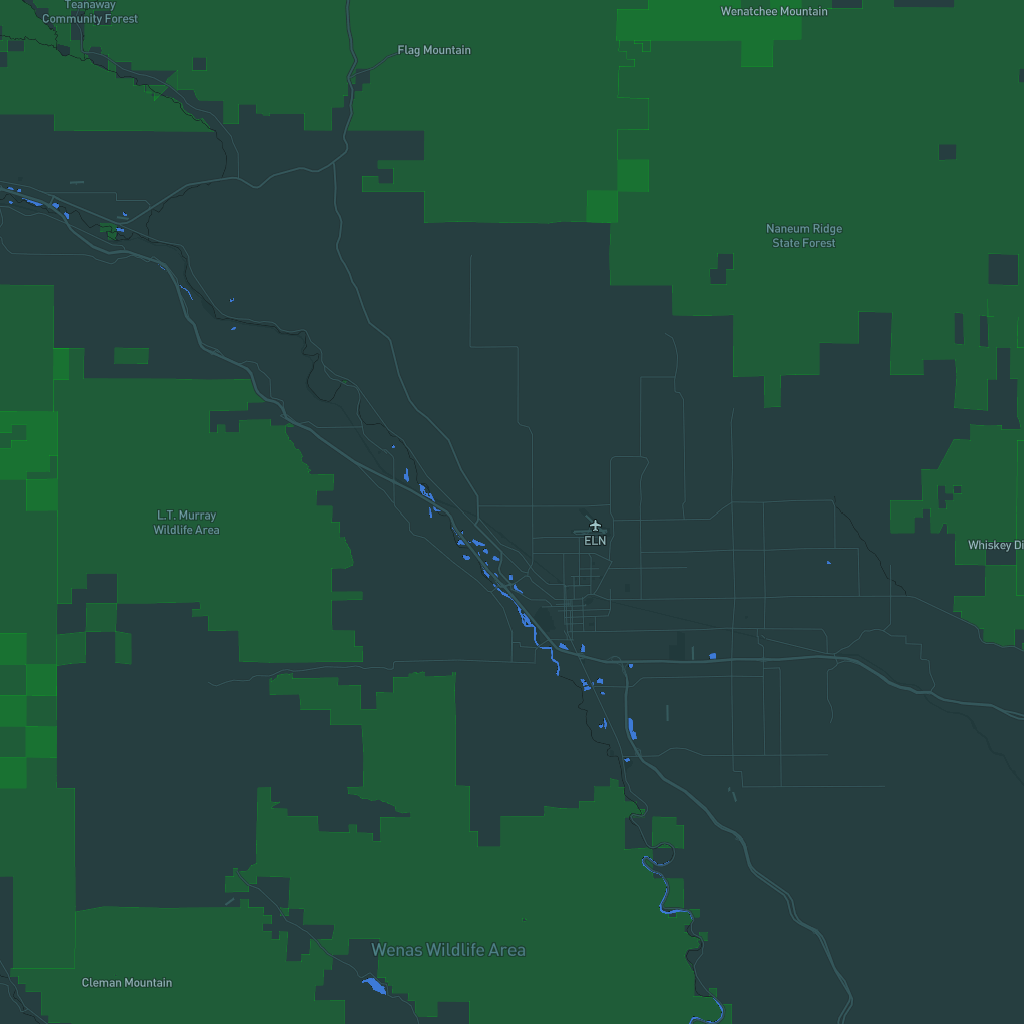 Teanaway
Community Forest
Wenatchee Mountain
Flag Mountain
Naneum Ridge
State Forest
L.T. Murray
Wildlife Area
ELN
Whiskey Di
Wenas Wildlife Area
Cleman Mountain